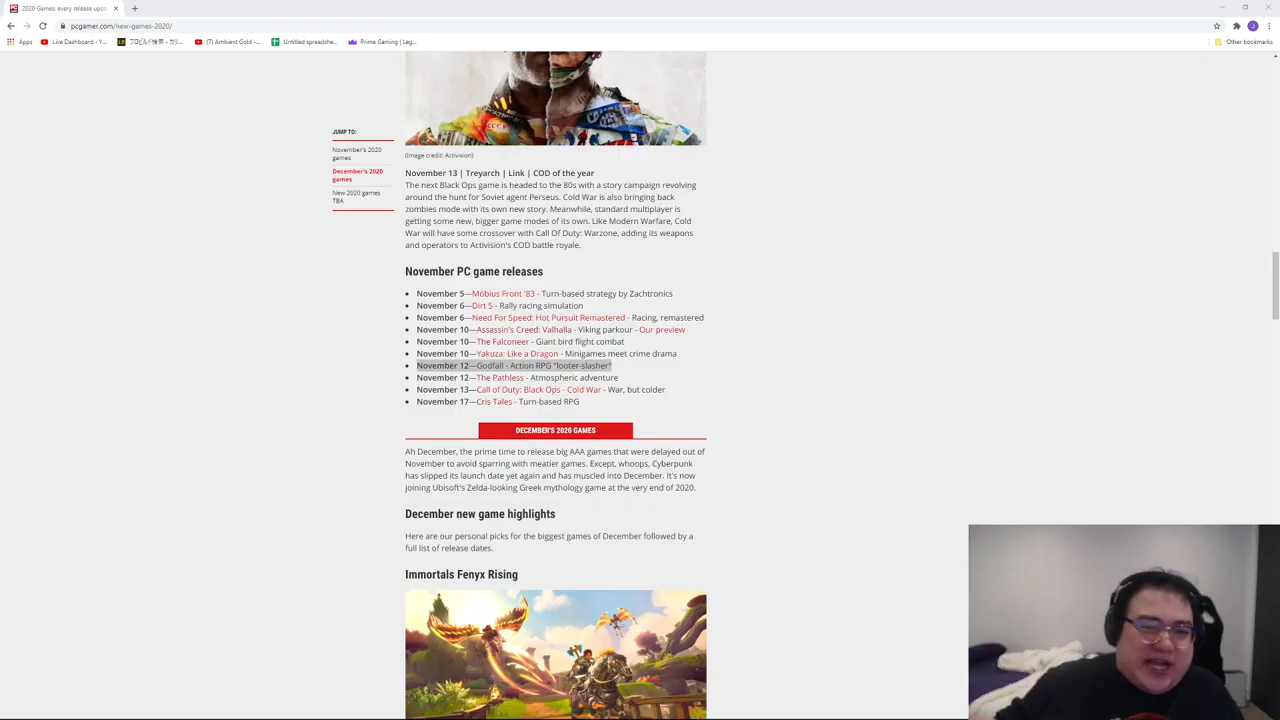 2020 Games: every release upco
pcgamer.com/new-games-2020/
Apps
Live Dashboard - Y...
(7) Ambient Gold -...
Untitled spreadshe...
Prime Gaming | Leg...
Other bookmarks
JUMP TO:
November's 2020
games
December's 2020
games
New 2020 games
TBA
(Image credit: Activision)
November 13 | Treyarch | Link | COD of the year
The next Black Ops game is headed to the 80s with a story campaign revolving
around the hunt for Soviet agent Perseus. Cold War is also bringing back
zombies mode with its own new story. Meanwhile, standard multiplayer is
getting some new, bigger game modes of its own. Like Modern Warfare, Cold
War will have some crossover with Call Of Duty: Warzone, adding its weapons
and operators to Activision's COD battle royale.
November PC game releases
November 5—Möbius Front '83 - Turn-based strategy by Zachtronics
November 6—Dirt 5 - Rally racing simulation
November 6—Need For Speed: Hot Pursuit Remastered - Racing, remastered
November 10—Assassin's Creed: Valhalla - Viking parkour - Our preview
November 10—The Falconeer - Giant bird flight combat
November 10—Yakuza: Like a Dragon - Minigames meet crime drama
November 12—Godfall - Action RPG "looter-slasher"
November 12—The Pathless - Atmospheric adventure
November 13—Call of Duty: Black Ops - Cold War - War, but colder
November 17—Cris Tales - Turn-based RPG
DECEMBER'S 2020 GAMES
Ah December, the prime time to release big AAA games that were delayed out of
November to avoid sparring with meatier games. Except, whoops, Cyberpunk
has slipped its launch date yet again and has muscled into December. It's now
joining Ubisoft's Zelda-looking Greek mythology game at the very end of 2020.
December new game highlights
Here are our personal picks for the biggest games of December followed by a
full list of release dates.
Immortals Fenyx Rising